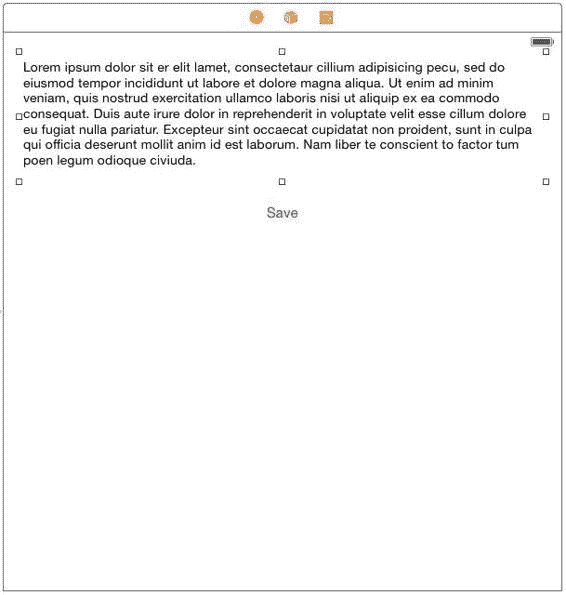 Lorem ipsum dolor sit er elit lamet, consectetaur cillium adipisicing pecu, sed do
eiusmod tempor incididunt ut labore et dolore magna aliqua. Ut enim ad minim
veniam, quis nostrud exercitation ullamco laboris nisi ut aliquip ex ea commodo
consequat. Duis aute irure dolor in reprehenderit in voluptate velit esse cillum dolore
eu fugiat nulla pariatur. Excepteur sint occaecat cupidatat non proident, sunt in culpa
qui officia deserunt mollit anim id est laborum. Nam liber te conscient to factor tum
poen legum odioque civiuda.
Save